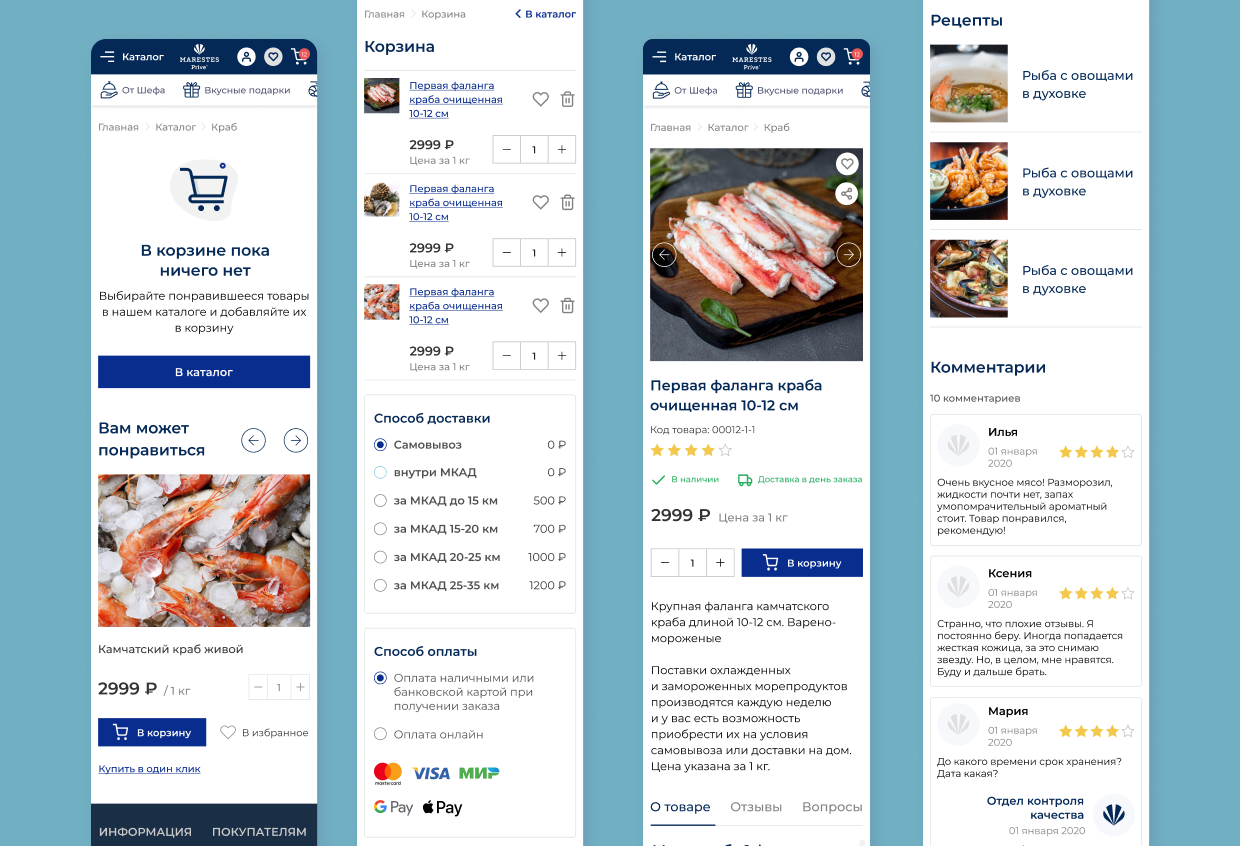 Каталог
MARESTES
Prive'
12
От Шефа
Вкусные подарки
Главная
Каталог
Краб
В корзине пока
ничего нет
Выбирайте понравившееся товары
в нашем каталоге и добавляйте их
в корзину
В каталог
Вам может
понравиться
Камчатский краб живой
2999 ₽ / 1 кг
1
В корзину
В избранное
Купить в один клик
ИНФОРМАЦИЯ
ПОКУПАТЕЛЯМ
Главная
Корзина
В каталог
Корзина
Первая фаланга
краба очищенная
10-12 см
2999 ₽
Цена за 1 кг
1
Первая фаланга
краба очищенная
10-12 см
2999 ₽
Цена за 1 кг
1
Первая фаланга
краба очищенная
10-12 см
2999 ₽
Цена за 1 кг
1
Способ доставки
Самовывоз 0 ₽
внутри МКАД 0 ₽
за МКАД до 15 км 500 ₽
за МКАД 15-20 км 700 ₽
за МКАД 20-25 км 1000 ₽
за МКАД 25-35 км 1200 ₽
Способ оплаты
Оплата наличными или
банковской картой при
получении заказа
Оплата онлайн
mastercard
VISA
МИР
G Pay
Pay
Каталог
MARESTES
Prive'
12
От Шефа
Вкусные подарки
Главная
Каталог
Краб
Первая фаланга краба
очищенная 10-12 см
Код товара: 00012-1-1
В наличии
Доставка в день заказа
2999 ₽ Цена за 1 кг
1
В корзину
Крупная фаланга камчатского
краба длиной 10-12 см. Варено-
мороженые
Поставки охлажденных
и замороженных морепродуктов
производятся каждую неделю
и у вас есть возможность
приобрести их на условия
самовывоза или доставки на дом.
Цена указана за 1 кг.
О товаре
Отзывы
Вопросы
Рецепты
Рыба с овощами
в духовке
Рыба с овощами
в духовке
Рыба с овощами
в духовке
Комментарии
10 комментариев
Илья
01 января
2020
Очень вкусное мясо! Разморозил,
жидкости почти нет, запах
умопомрачительный ароматный
стоит. Товар понравился,
рекомендую!
Ксения
01 января
2020
Странно, что плохие отзывы. Я
постоянно беру. Иногда попадается
жесткая кожица, за это снимаю
звезду. Но, в целом, мне нравятся.
Буду и дальше брать.
Мария
01 января
2020
До какого времени срок хранения?
Дата какая?
Отдел контроля
качества
01 января 2020